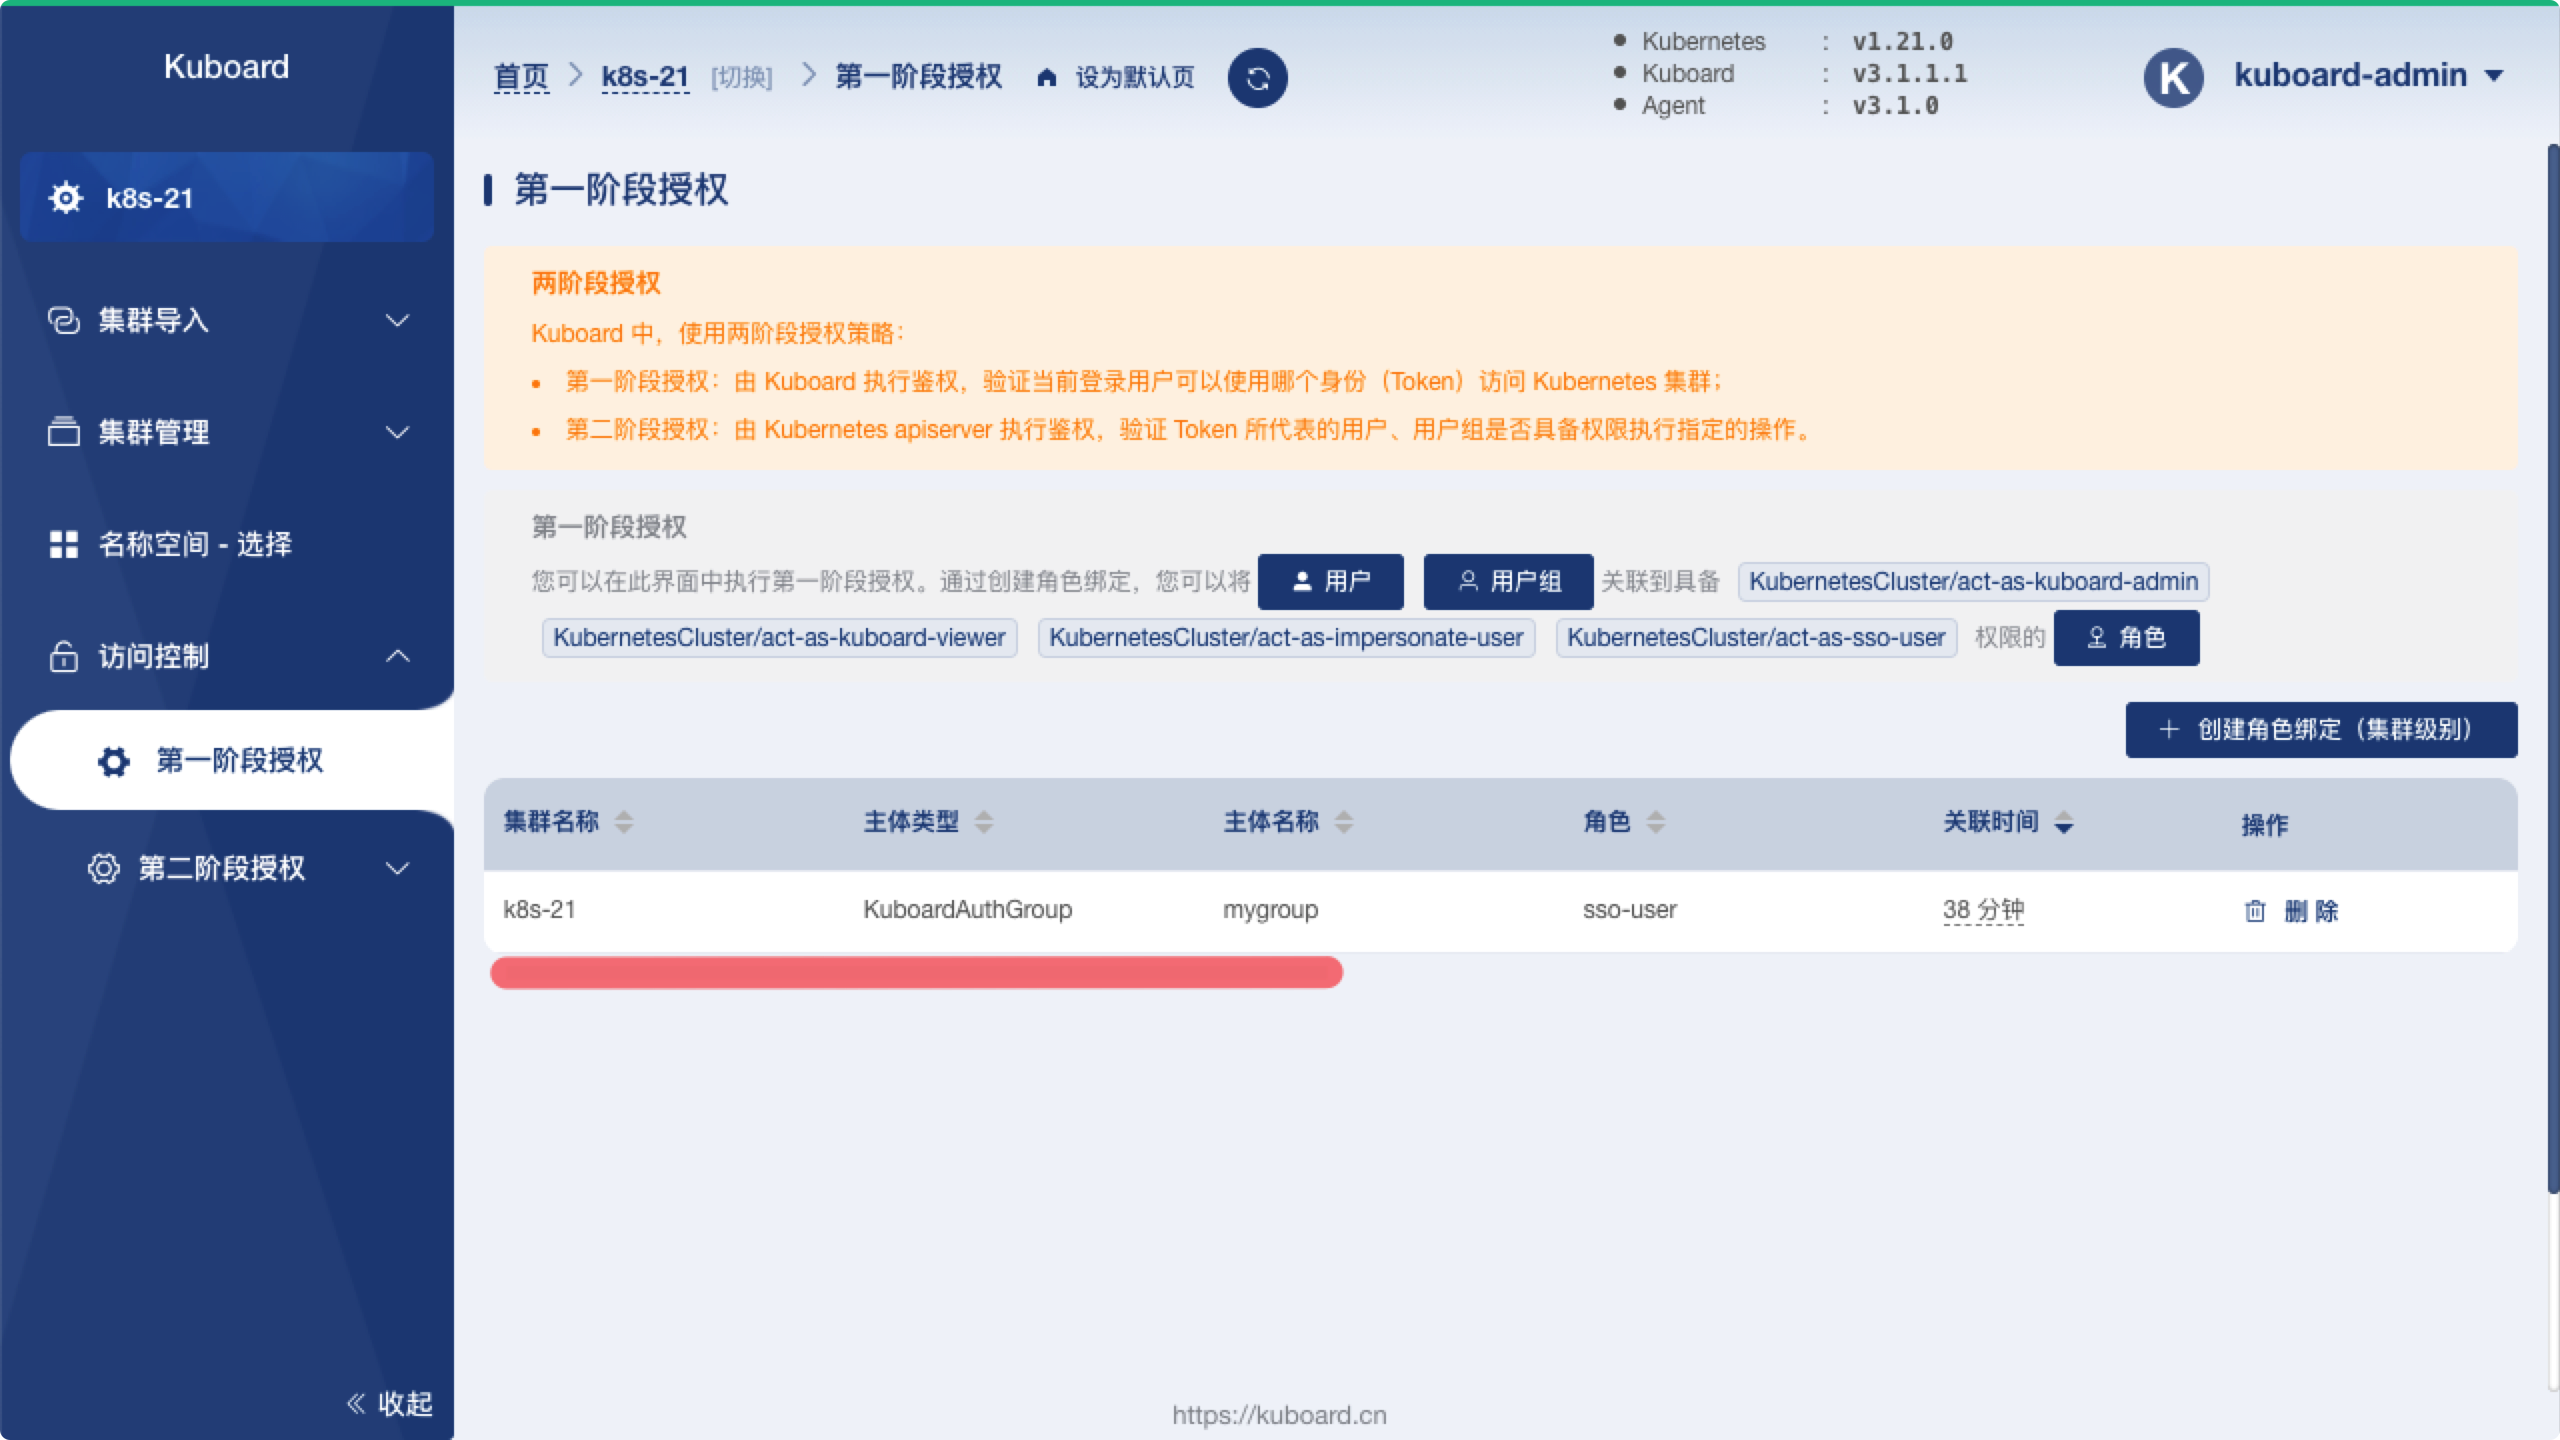 Kuboard
k8s-21
集群导入
集群管理
名称空间 - 选择
访问控制
第一阶段授权
第二阶段授权
收起
首页 k8s-21 [切换] 第一阶段授权 设为默认页
Kubernetes : v1.21.0
Kuboard : v3.1.1.1
Agent : v3.1.0
K kuboard-admin
第一阶段授权
两阶段授权
Kuboard 中，使用两阶段授权策略：
第一阶段授权：由 Kuboard 执行鉴权，验证当前登录用户可以使用哪个身份（Token）访问 Kubernetes 集群；
第二阶段授权：由 Kubernetes apiserver 执行鉴权，验证 Token 所代表的用户、用户组是否具备权限执行指定的操作。
第一阶段授权
您可以在此界面中执行第一阶段授权。通过创建角色绑定，您可以将 用户 用户组 关联到具备 KubernetesCluster/act-as-kuboard-admin
KubernetesCluster/act-as-kuboard-viewer KubernetesCluster/act-as-impersonate-user KubernetesCluster/act-as-sso-user 权限的 角色
创建角色绑定（集群级别）
集群名称 主体类型 主体名称 角色 关联时间 操作
k8s-21 KuboardAuthGroup mygroup sso-user 38 分钟 删 除
https://kuboard.cn